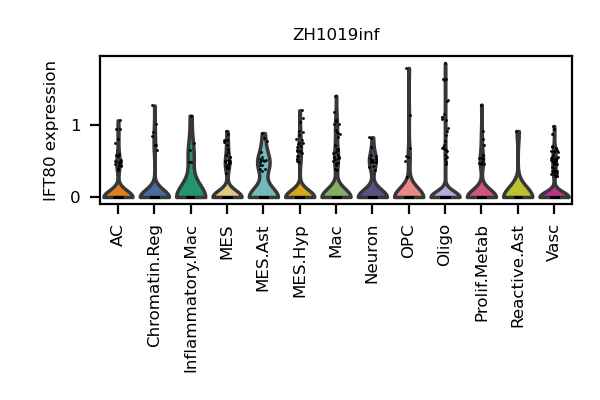 ZH1019inf
IFT80 expression
1
0
AC
Chromatin.Reg
Inflammatory.Mac
MES
MES.Ast
MES.Hyp
Mac
Neuron
OPC
Oligo
Prolif.Metab
Reactive.Ast
Vasc